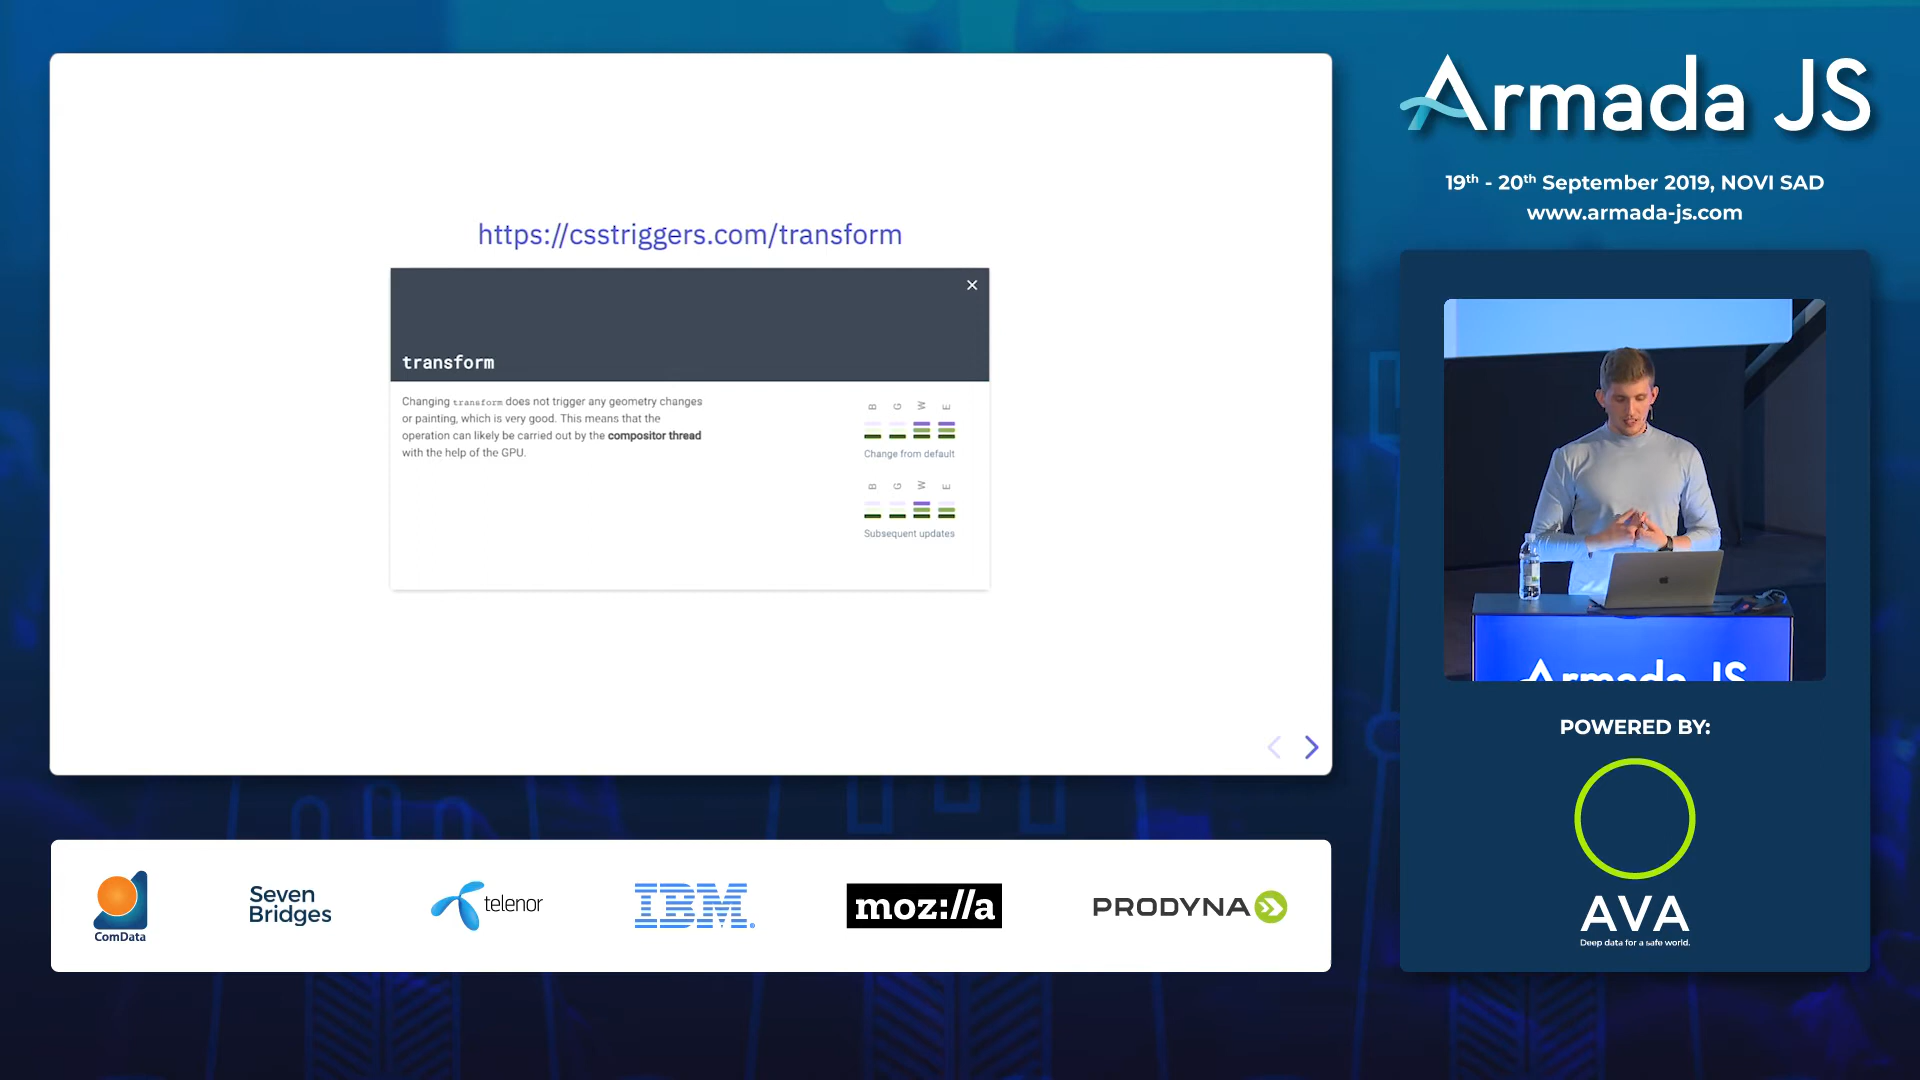 https://csstriggers.com/transform
transform
Changing transform does not trigger any geometry changes
or painting, which is very good. This means that the
operation can likely be carried out by the compositor thread
with the help of the GPU.
B G W E
Change from default
B G W E
Subsequent updates
Armada JS
19th - 20th September 2019, NOVI SAD
www.armada-js.com
Armada JS
POWERED BY:
AVA
Deep data for a safe world.
ComData
Seven
Bridges
telenor
IBM
moz://a
PRODYNA